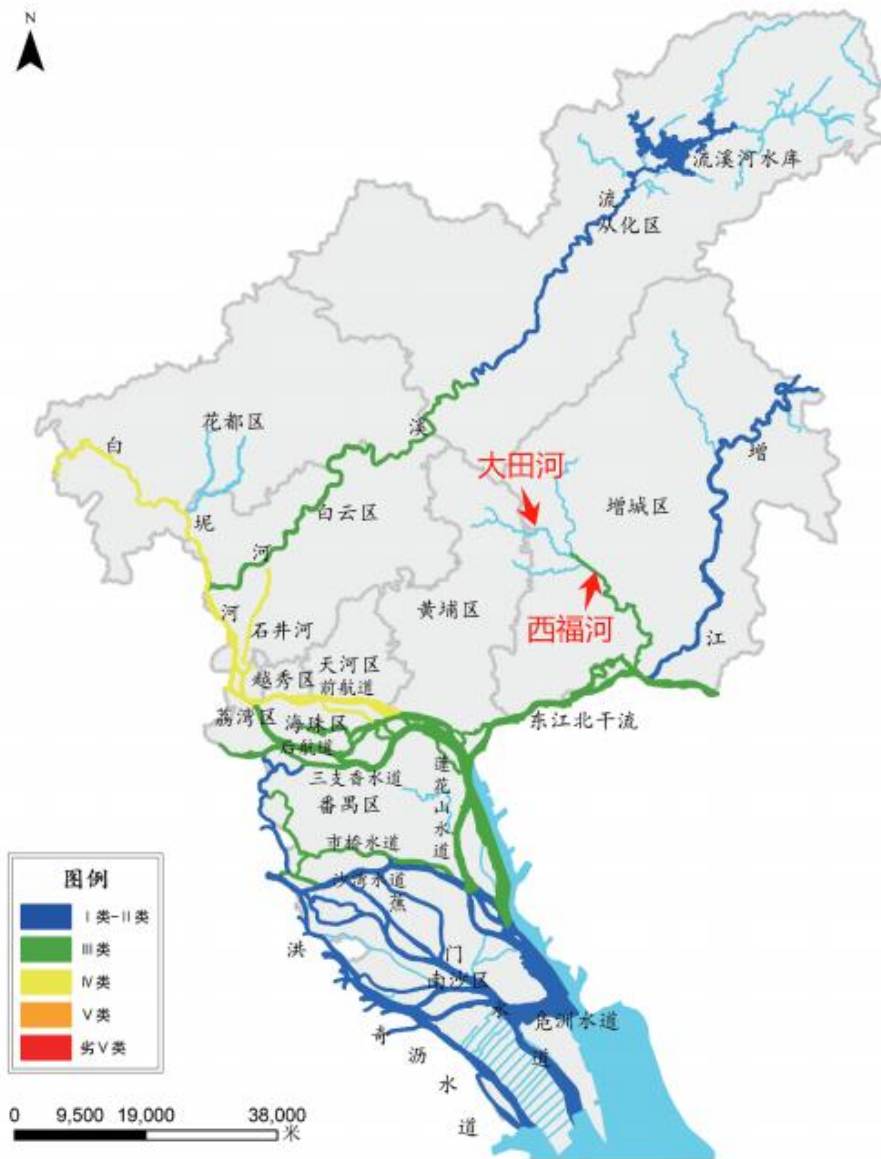 N
流溪河水库
流
从化区
溪
花都区
白
大田河
增
增城区
白云区
坭
河
黄埔区
河
石井河
西福河
江
天河区
越秀区
前航道
荔湾区
海珠区
后航道
东江北干流
三支香水道
莲花山水道
番禺区
市桥水道
沙湾水道
蕉
洪
门
南沙区
水
凫洲水道
奇
道
沥
水
道
图例
Ⅰ类-Ⅱ类
Ⅲ类
Ⅳ类
Ⅴ类
劣Ⅴ类
0 9,500 19,000 38,000
米